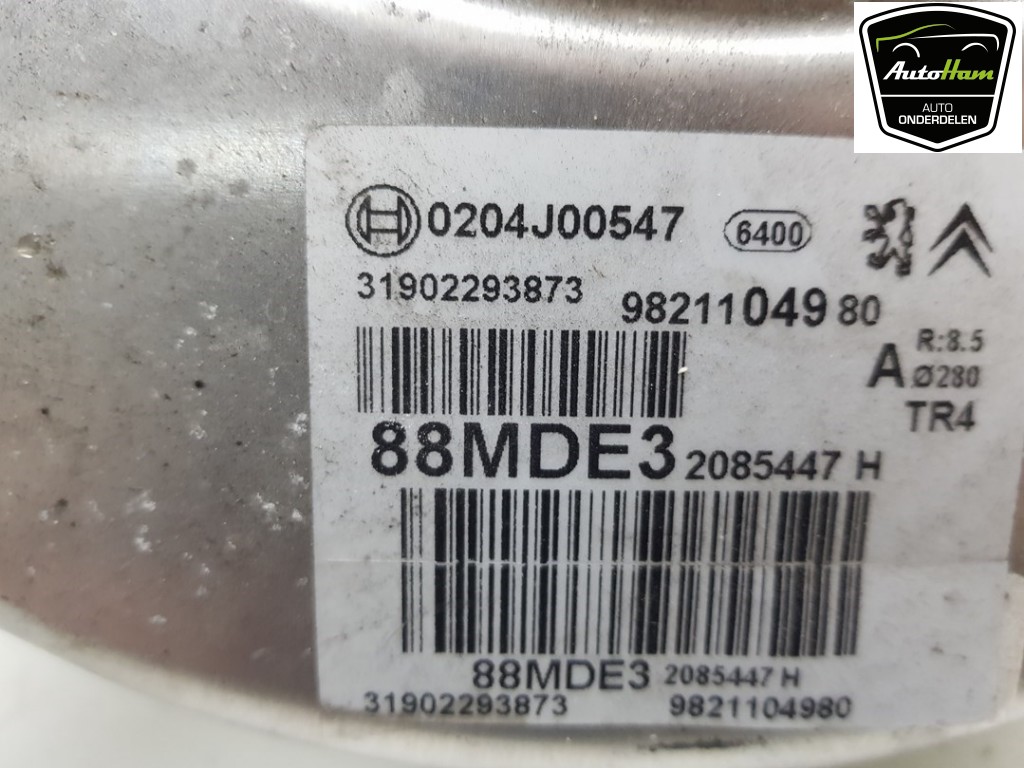 AutoHam
AUTO
ONDERDELEN
0204J00547
6400
31902293873
9821104980
R:8.5
A Ø280
TR4
88MDE3 2085447 H
88MDE3 2085447 H
31902293873 9821104980